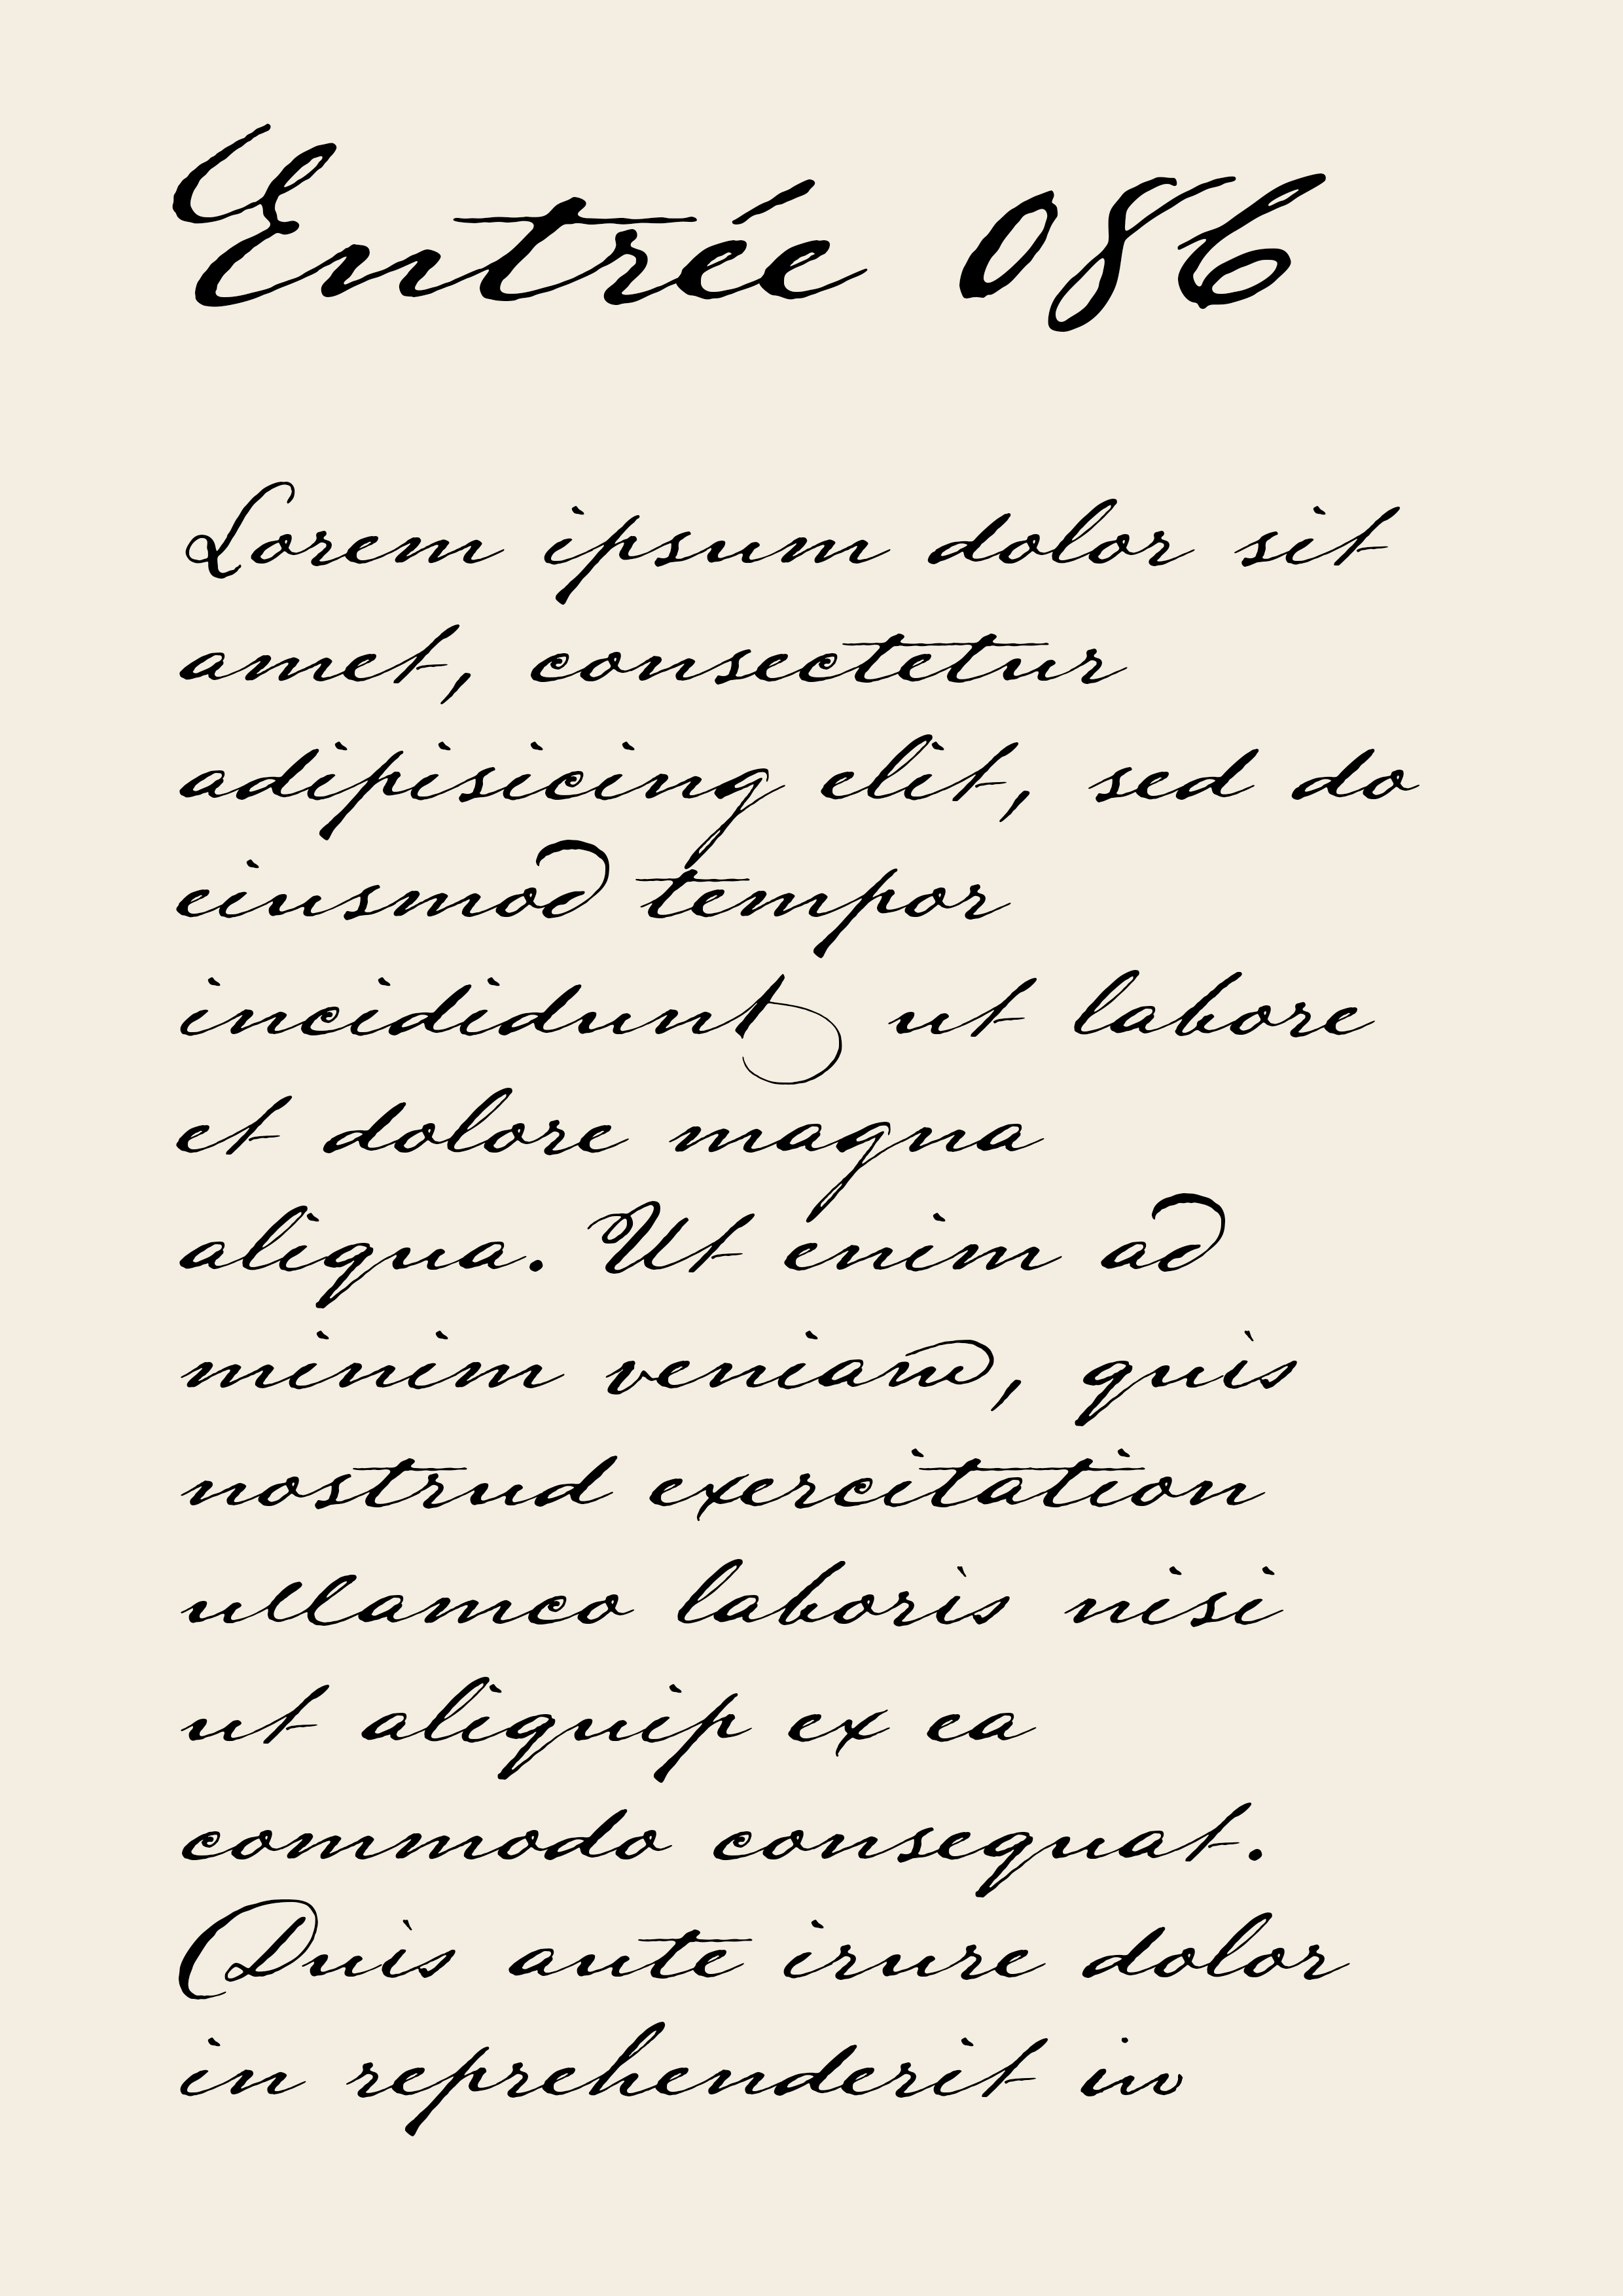 Entrée 086
Lorem ipsum dolor sit
amet, consectetur
adipisicing elit, sed do
eiusmod tempor
incididunt ut labore
et dolore magna
aliqua. Ut enim ad
minim veniam, quis
nostrud exercitation
ullamco laboris nisi
ut aliquip ex ea
commodo consequat.
Duis aute irure dolor
in reprehenderit in